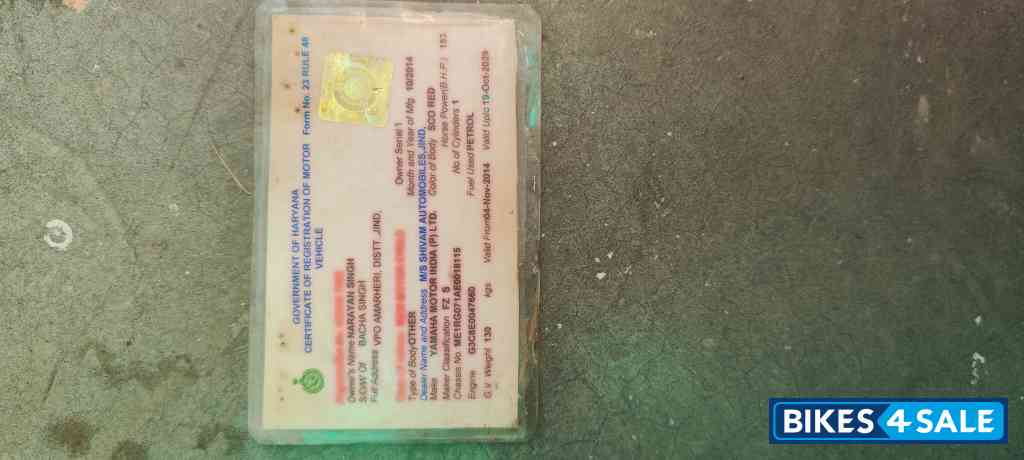 GOVERNMENT OF HARYANA
CERTIFICATE OF REGISTRATION OF MOTOR Form No. 23 RULE 48
VEHICLE
Owner's Name NARAYAN SINGH
S/D/W Of BACHA SINGH
Full Address VPO AMARHERI, DISTT JIND,
Owner Serial 1
Type of Body OTHER Month and Year of Mfg 10/2014
Dealer Name and Address M/S SHIVAM AUTOMOBILES,JIND,
Make YAMAHA MOTOR INDIA (P) LTD. Color of Body SCO RED
Maker Classification FZ S Horse Power(B.H.P.) 153
Chassis No. ME1RG071AE0018115 No of Cylinders 1
Engine G3C8E0047660 Fuel Used PETROL
G.V. Weight 130 kgs Valid From 04-Nov-2014 Valid Upto 19-Oct-2029
BIKES4SALE